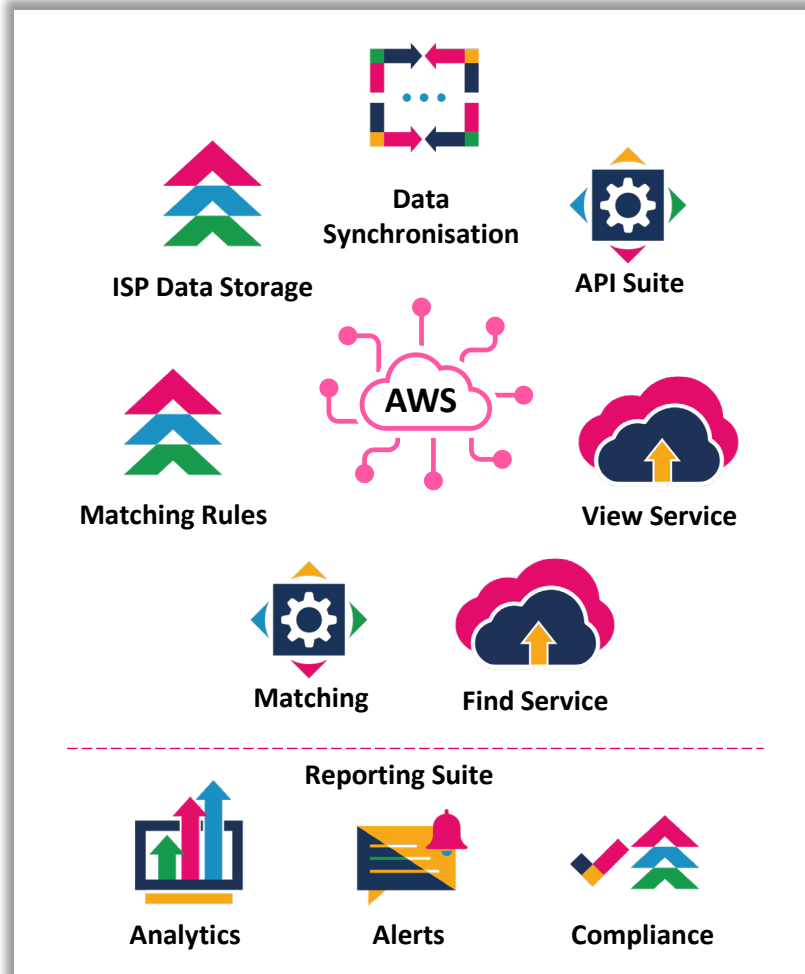 Data
Synchronisation
ISP Data Storage
API Suite
AWS
Matching Rules
View Service
Matching
Find Service
Reporting Suite
Analytics
Alerts
Compliance